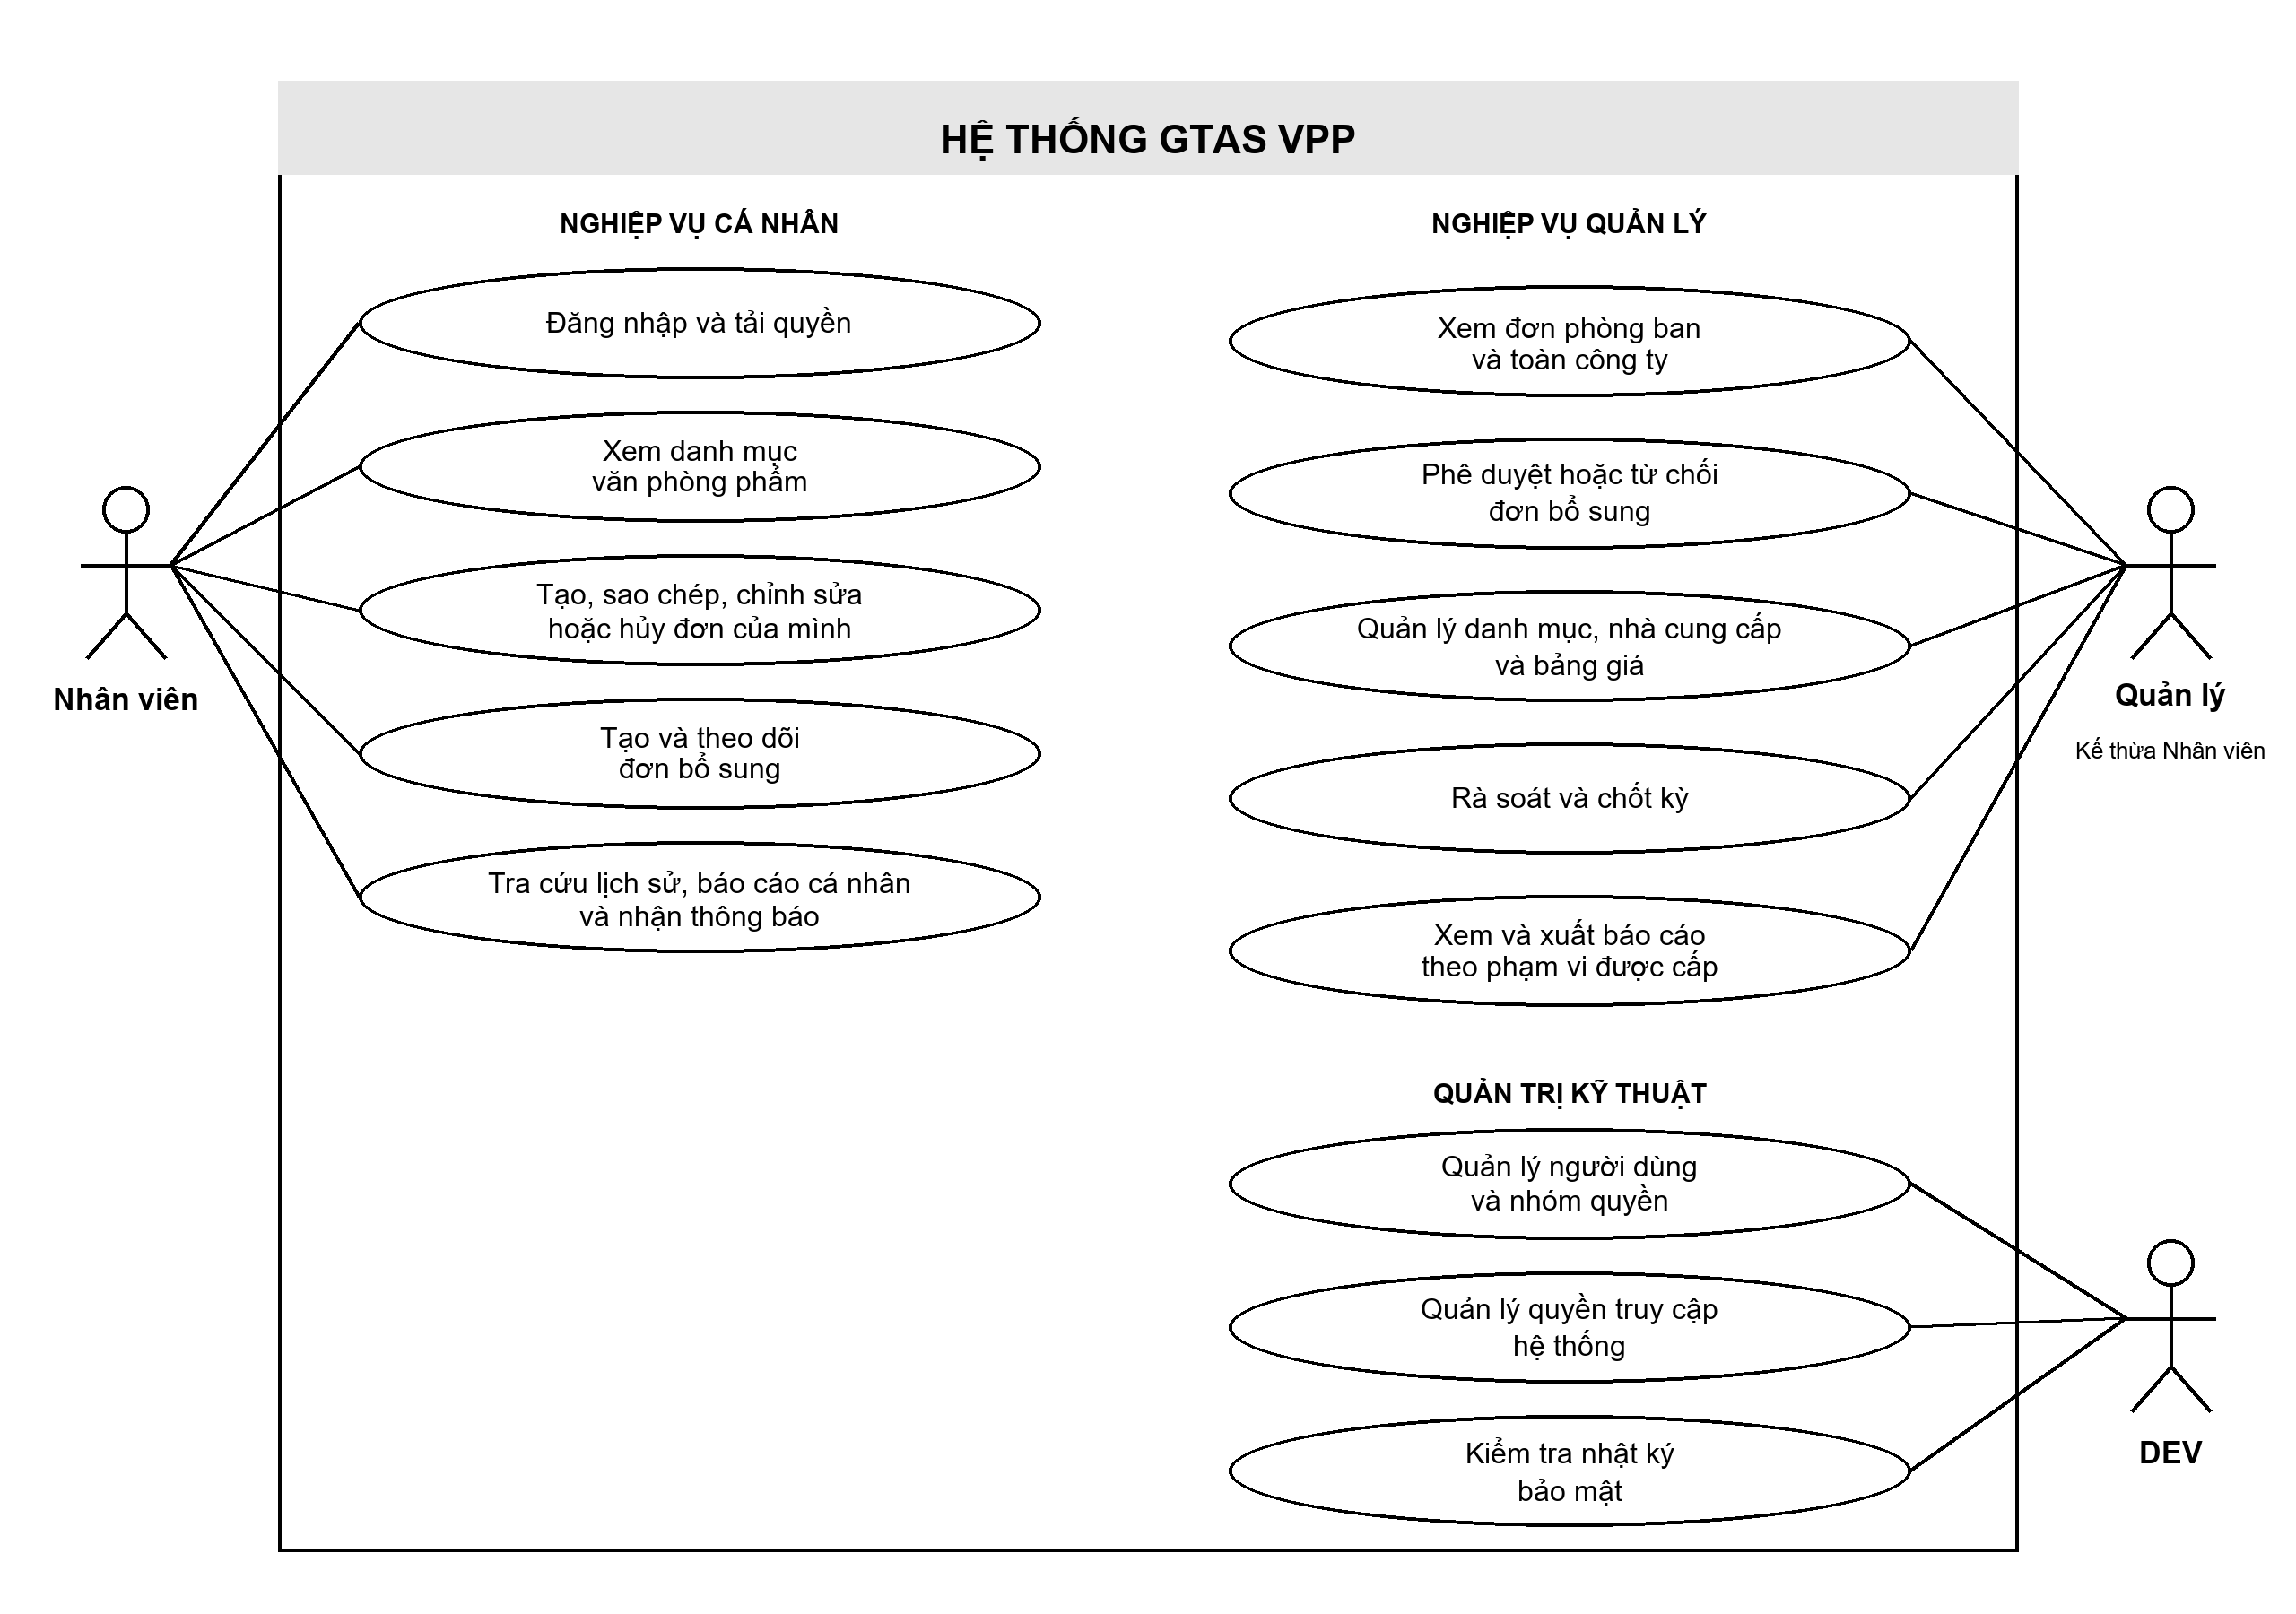 HỆ THỐNG GTAS VPP
NGHIỆP VỤ CÁ NHÂN
Đăng nhập và tải quyền
Xem danh mục
văn phòng phẩm
Tạo, sao chép, chỉnh sửa
hoặc hủy đơn của mình
Tạo và theo dõi
đơn bổ sung
Tra cứu lịch sử, báo cáo cá nhân
và nhận thông báo
Nhân viên
NGHIỆP VỤ QUẢN LÝ
Xem đơn phòng ban
và toàn công ty
Phê duyệt hoặc từ chối
đơn bổ sung
Quản lý danh mục, nhà cung cấp
và bảng giá
Rà soát và chốt kỳ
Xem và xuất báo cáo
theo phạm vi được cấp
Quản lý
Kế thừa Nhân viên
QUẢN TRỊ KỸ THUẬT
Quản lý người dùng
và nhóm quyền
Quản lý quyền truy cập
hệ thống
Kiểm tra nhật ký
bảo mật
DEV